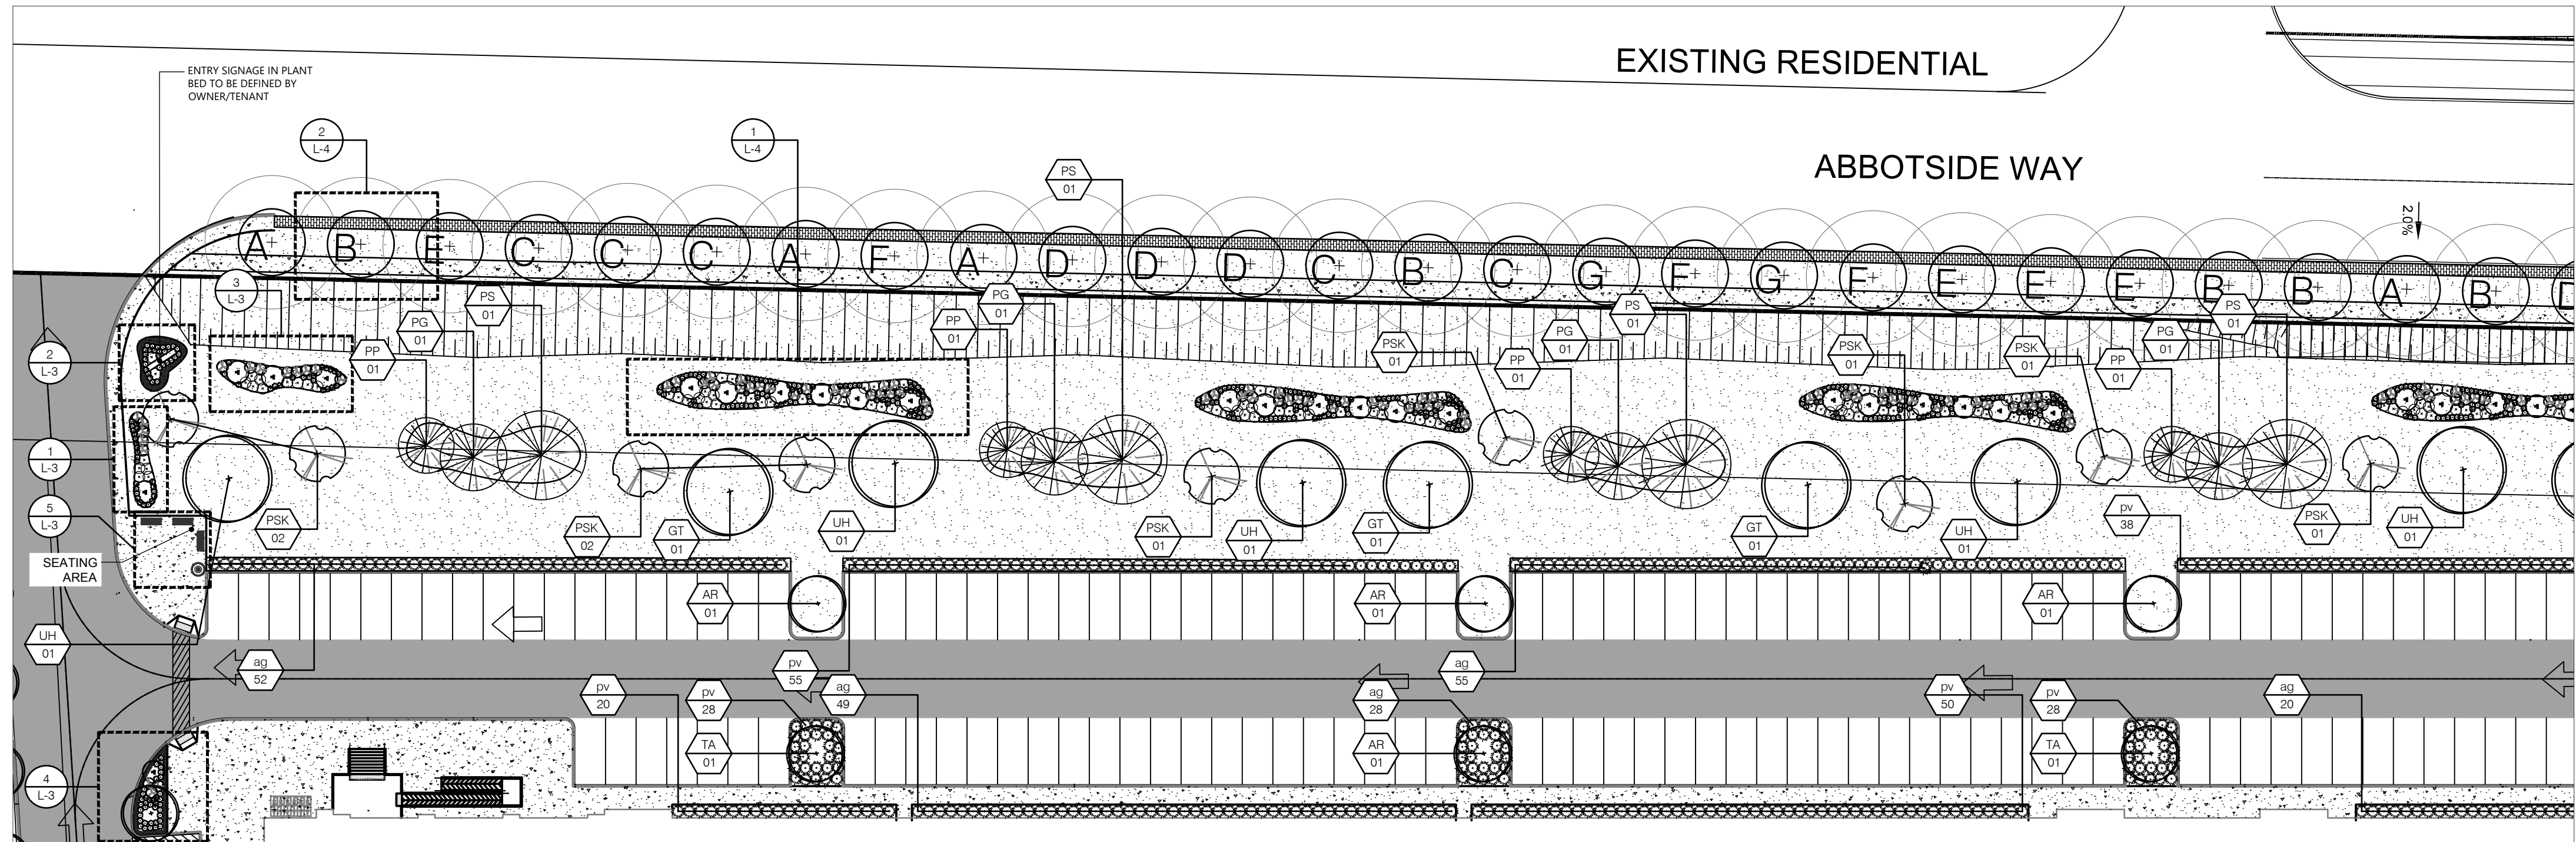 EXISTING RESIDENTIAL
ENTRY SIGNAGE IN PLANT
BED TO BE DEFINED BY
OWNER/TENANT
2
L-4
1
L-4
ABBOTSIDE WAY
PS
01
2.0%
A B E C C C A F A D D D C B C G F G F E E E B B A B D
3
L-3
PG
01
PS
01
PP
01
PG
01
PP
01
PSK
01
PG
01
PS
01
PP
01
PSK
01
PSK
01
PG
01
PS
01
PP
01
2
L-3
1
L-3
5
L-3
SEATING
AREA
PSK
02
PSK
02
GT
01
UH
01
PSK
01
UH
01
GT
01
GT
01
UH
01
pv
38
PSK
01
UH
01
AR
01
AR
01
AR
01
UH
01
ag
52
pv
55
ag
55
pv
20
pv
28
ag
49
ag
28
pv
50
pv
28
ag
20
TA
01
AR
01
TA
01
4
L-3